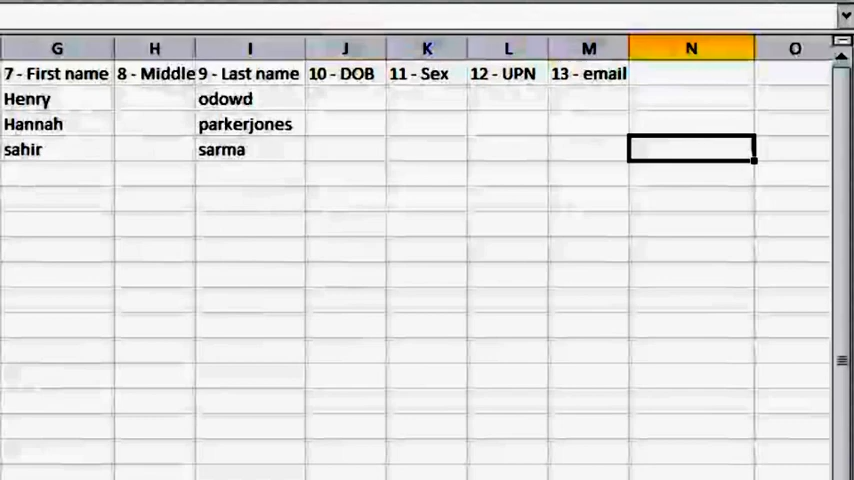 G H I J K L M N O
7 - First name 8 - Middle 9 - Last name 10 - DOB 11 - Sex 12 - UPN 13 - email
Henry odowd
Hannah parkerjones
sahir sarma